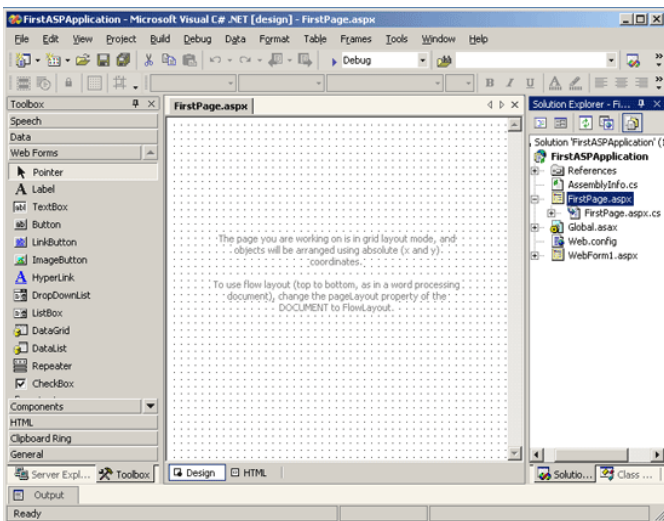 FirstASPApplication - Microsoft Visual C# .NET [design] - FirstPage.aspx
File Edit View Project Build Debug Data Format Table Frames Tools Window Help
Debug
B I U A
Toolbox
Speech
Data
Web Forms
Pointer
A Label
abl TextBox
ab Button
ab LinkButton
ImageButton
A HyperLink
DropDownList
ListBox
DataGrid
DataList
Repeater
CheckBox
Components
HTML
Clipboard Ring
General
Server Expl... Toolbox
FirstPage.aspx
The page you are working on is in grid layout mode, and
objects will be arranged using absolute (x and y)
coordinates.
To use flow layout (top to bottom, as in a word processing
document), change the pageLayout property of the
DOCUMENT to FlowLayout.
Design HTML
Solution Explorer - Fi...
Solution 'FirstASPApplication' (
FirstASPApplication
References
AssemblyInfo.cs
FirstPage.aspx
FirstPage.aspx.cs
Global.asax
Web.config
WebForm1.aspx
Solutio... Class ...
Output
Ready